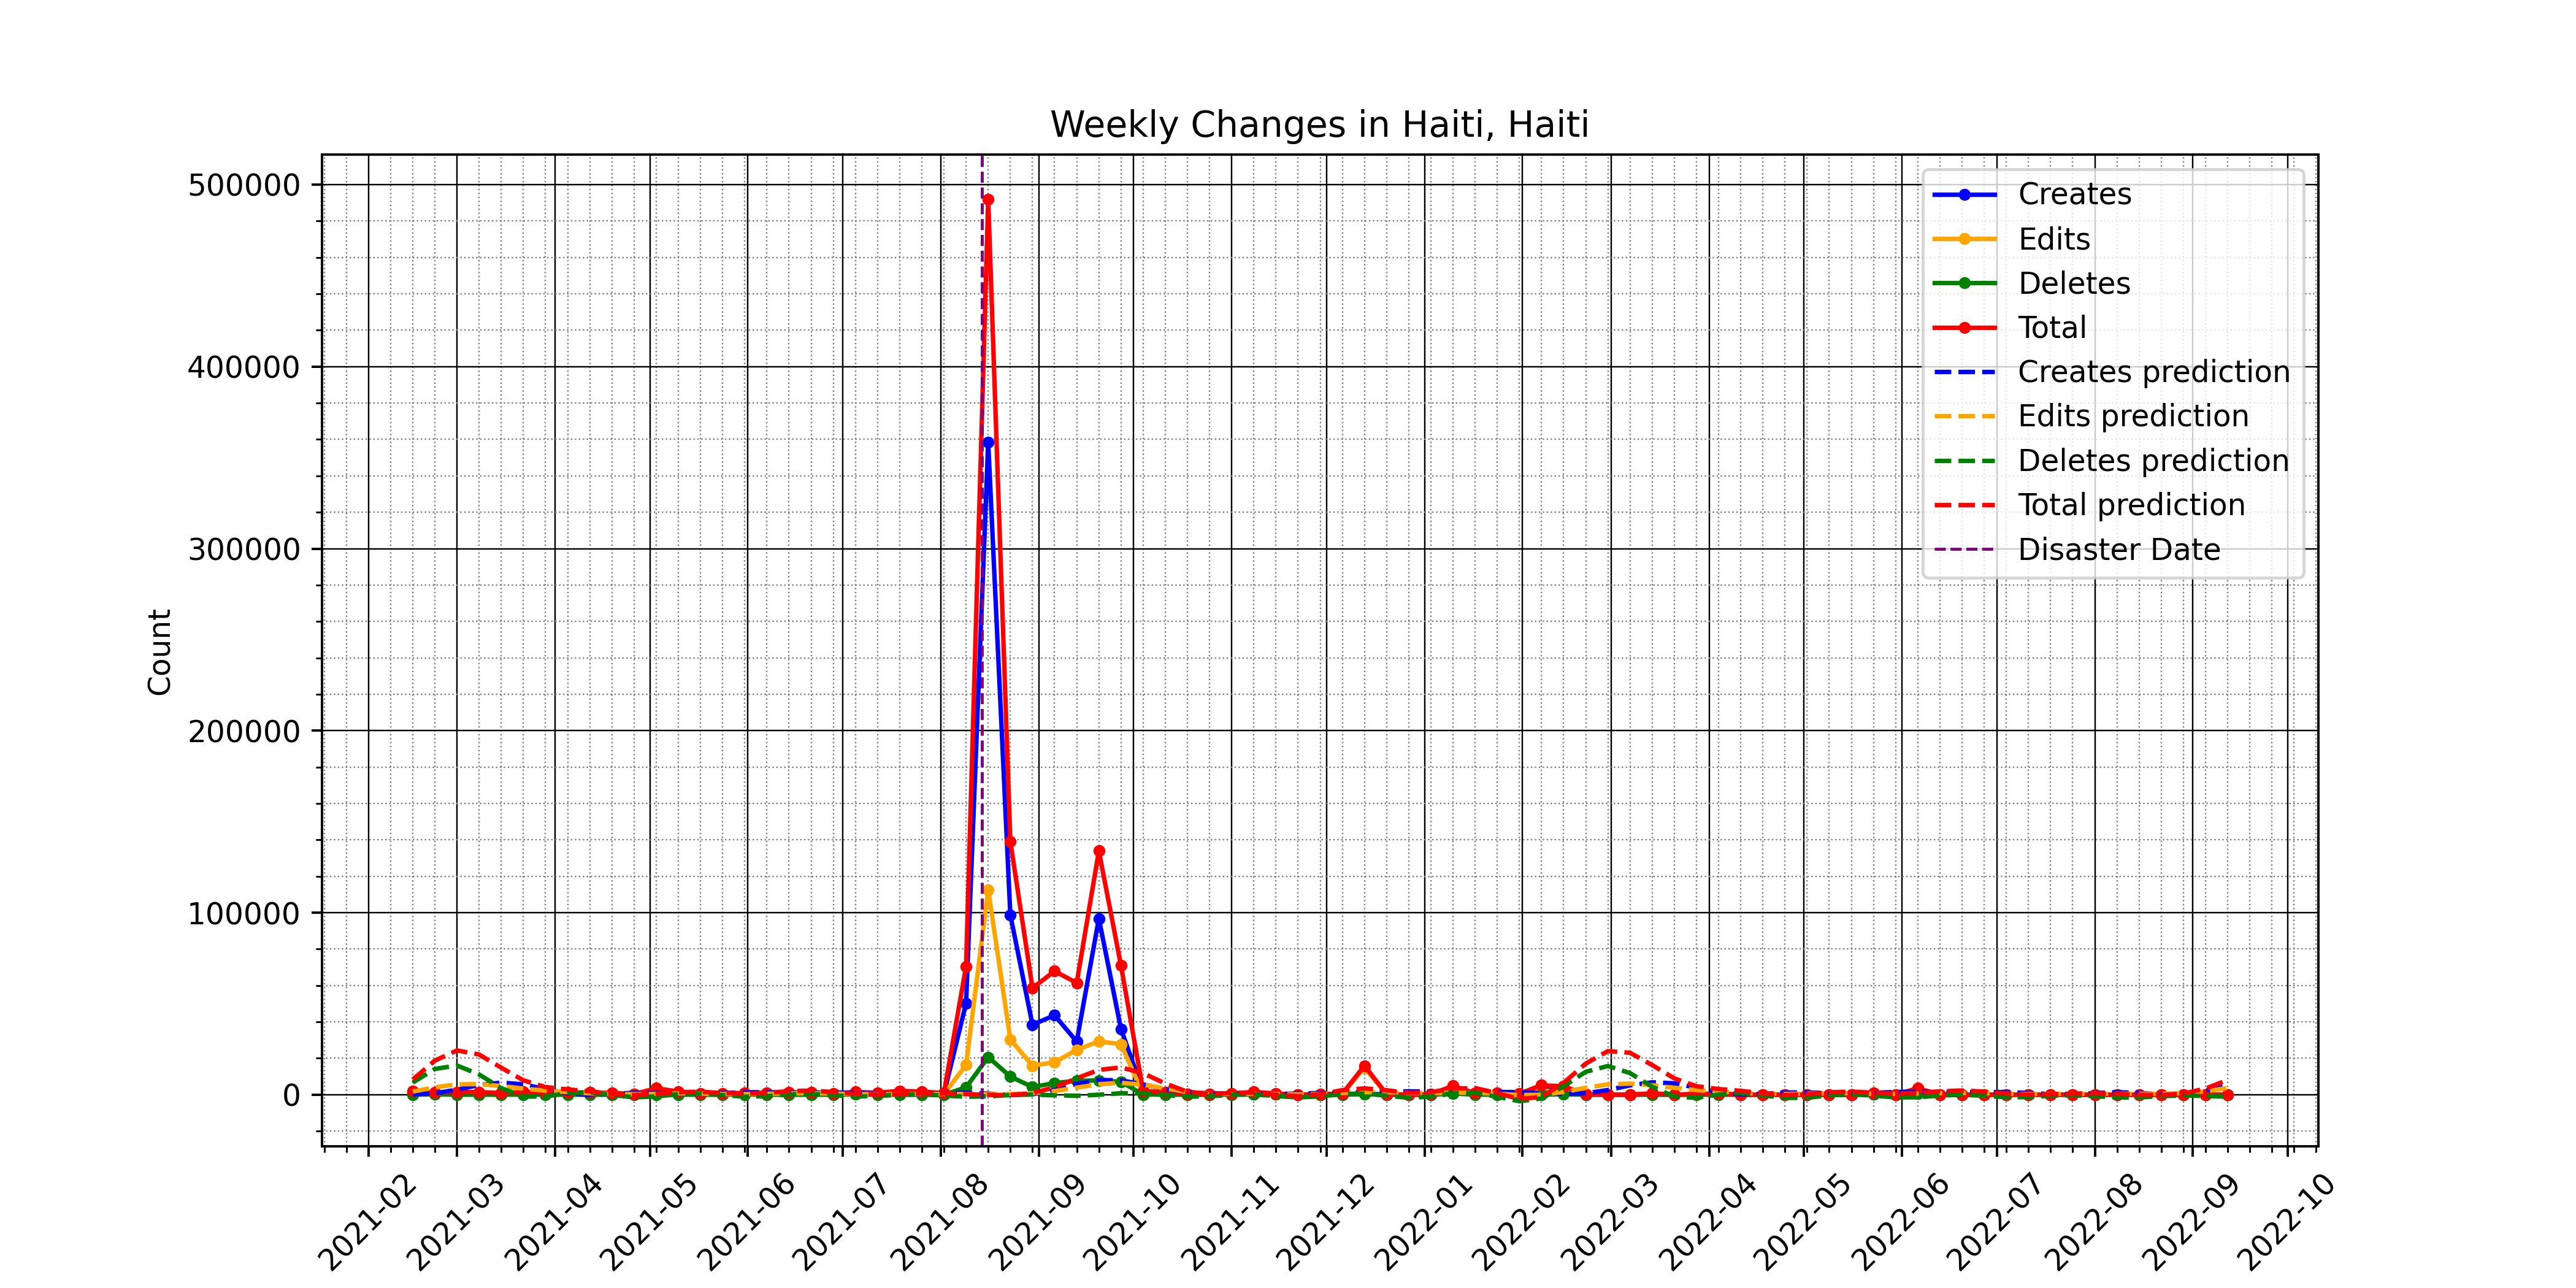 Weekly Changes in Haiti, Haiti
500000
400000
300000
200000
100000
0
Count
Creates
Edits
Deletes
Total
Creates prediction
Edits prediction
Deletes prediction
Total prediction
Disaster Date
2021-02
2021-03
2021-04
2021-05
2021-06
2021-07
2021-08
2021-09
2021-10
2021-11
2021-12
2022-01
2022-02
2022-03
2022-04
2022-05
2022-06
2022-07
2022-08
2022-09
2022-10